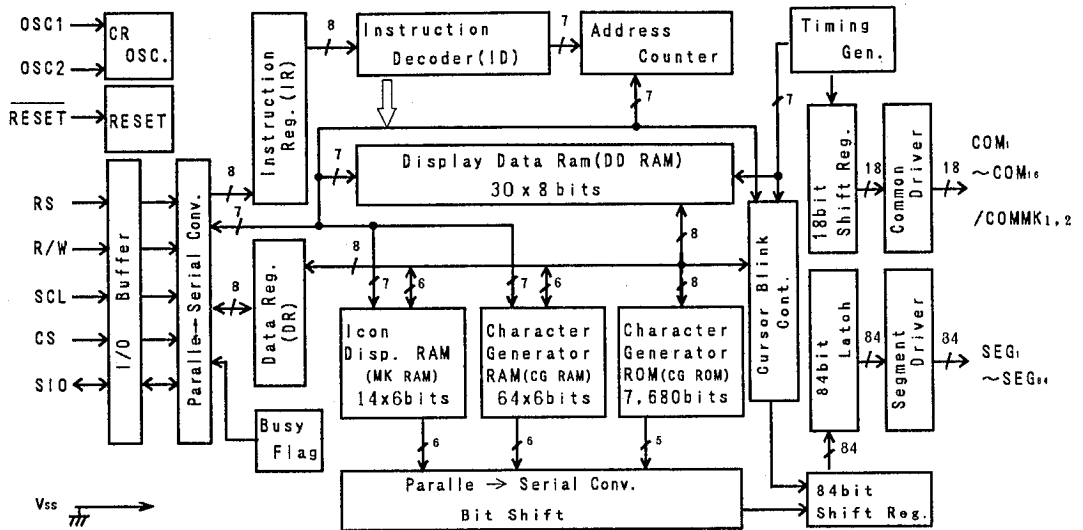 OSC1
OSC2
CR
OSC.
RESET
RESET
RS
R/W
SCL
CS
SIO
I/O Buffer
Paralle↔Serial Conv.
8
7
8
Instruction
Reg.(IR)
8
Instruction
Decoder(ID)
7
Address
Counter
7
7
Timing
Gen.
7
Display Data Ram(DD RAM)
30x8bits
8
Data Reg.
(DR)
8
7
6
7
6
8
Icon
Disp. RAM
(MK RAM)
14x6bits
Character
Generator
RAM(CG RAM)
64x6bits
Character
Generator
ROM(CG ROM)
7,680bits
Cursor Blink
Cont.
18bit
Shift Reg.
18
Common
Driver
18
COM1
~COM16
/COMMK1,2
84bit
Latoh
84
Segment
Driver
84
SEG1
~SEG84
Busy
Flag
6
6
5
84
Paralle → Serial Conv.
Bit Shift
84bit
Shift Reg.
Vss